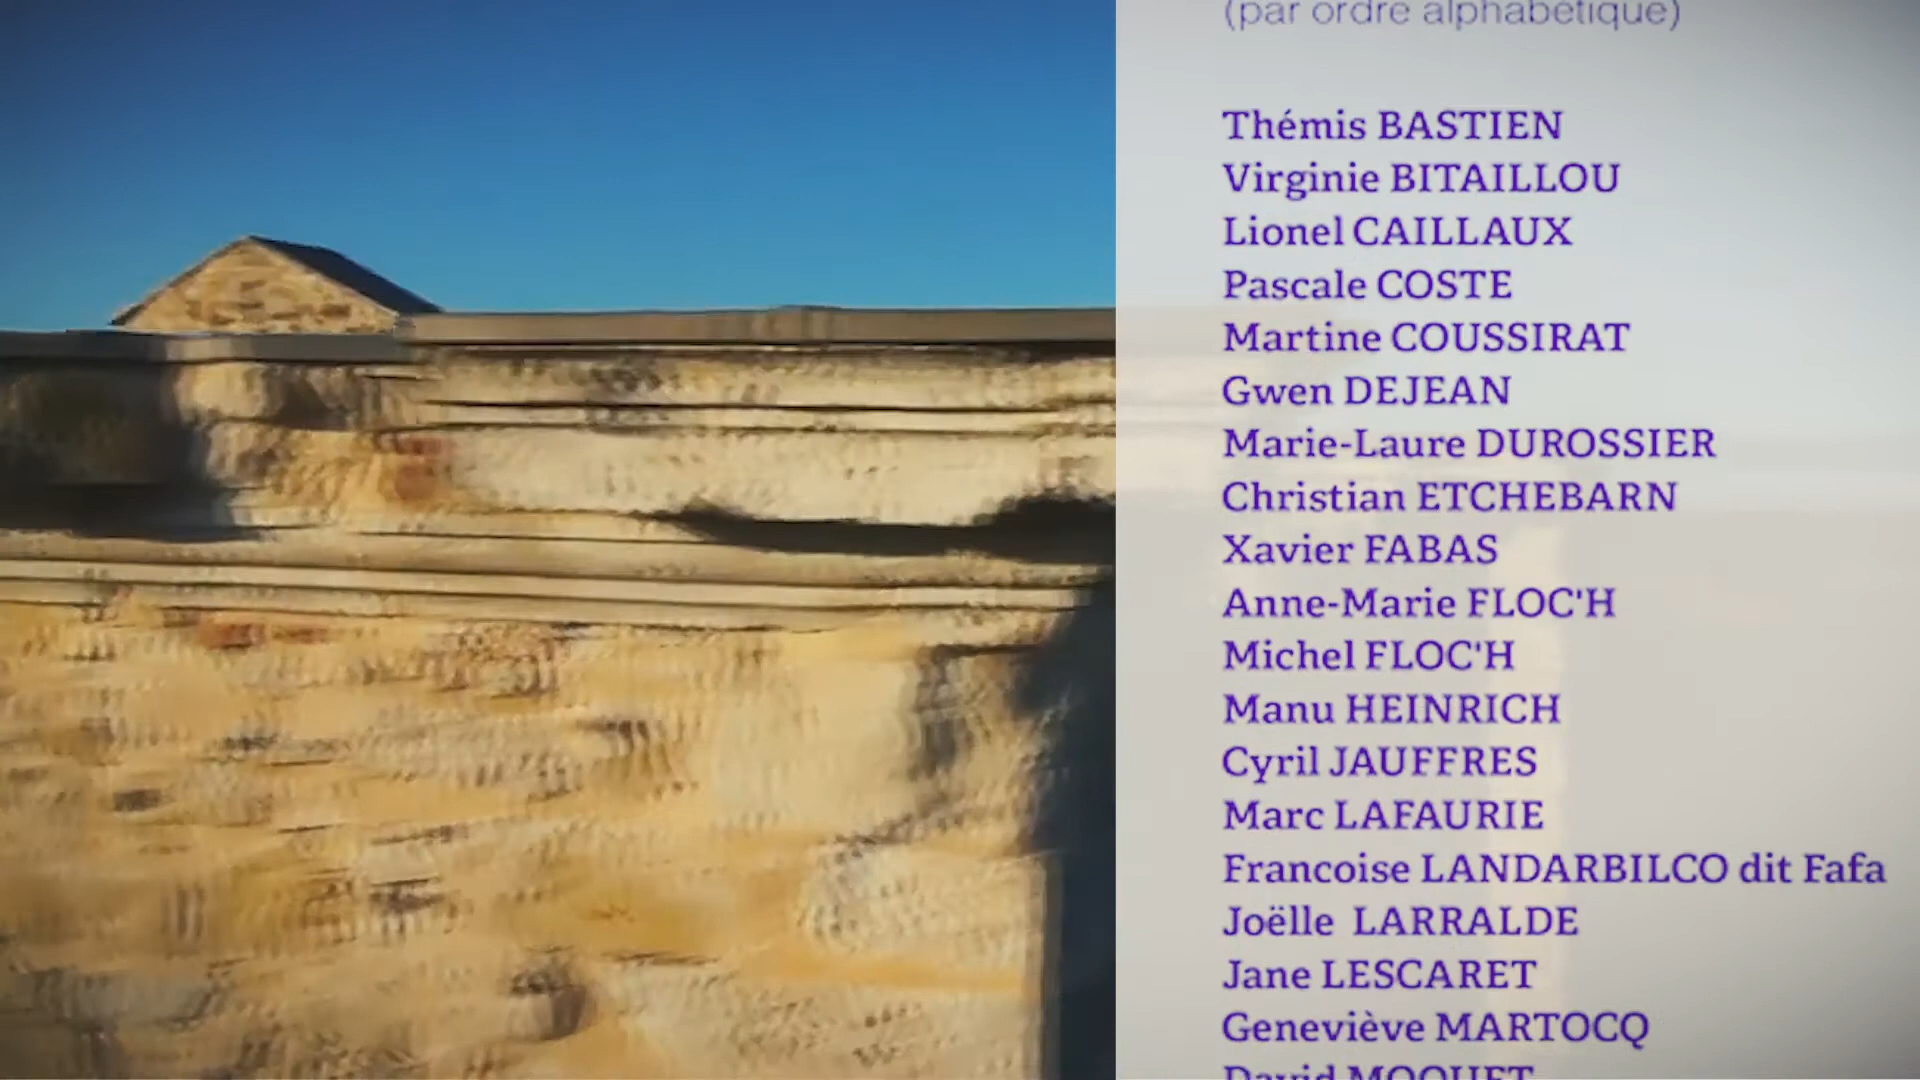 (par ordre alphabétique)
Thémis BASTIEN
Virginie BITAILLOU
Lionel CAILLAUX
Pascale COSTE
Martine COUSSIRAT
Gwen DEJEAN
Marie-Laure DUROSSIER
Christian ETCHEBARN
Xavier FABAS
Anne-Marie FLOC'H
Michel FLOC'H
Manu HEINRICH
Cyril JAUFFRES
Marc LAFAURIE
Francoise LANDARBILCO dit Fafa
Joëlle LARRALDE
Jane LESCARET
Geneviève MARTOCQ
David MOQUET